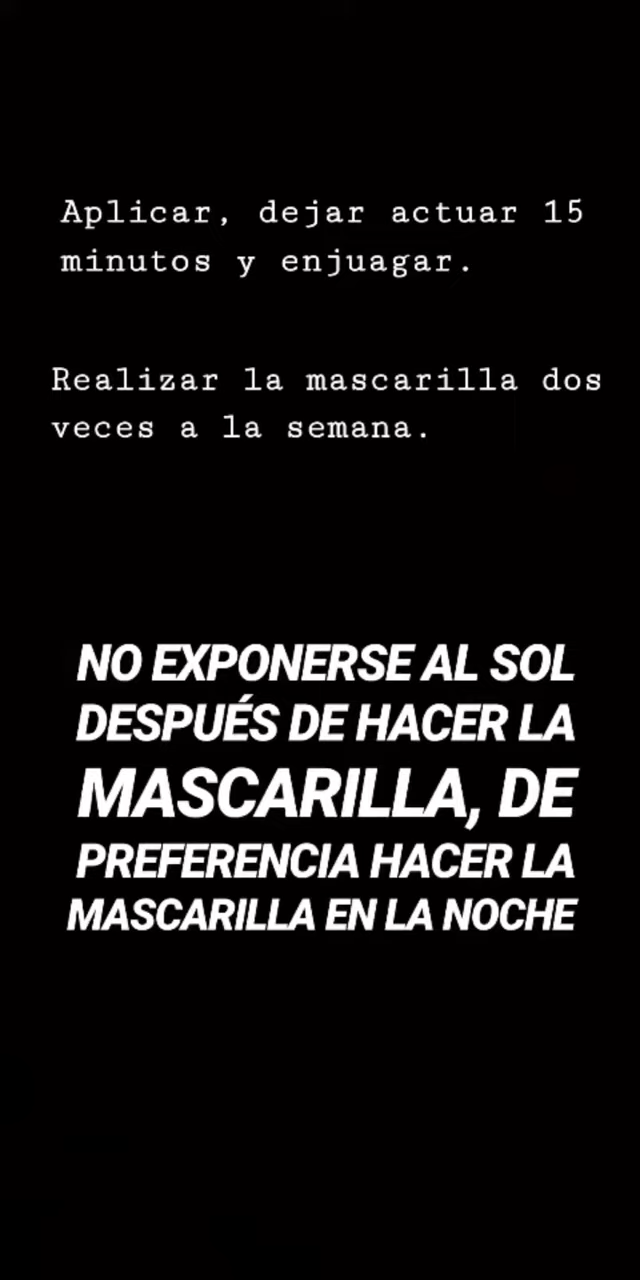 Aplicar, dejar actuar 15
minutos y enjuagar.
Realizar la mascarilla dos
veces a la semana.
NO EXPONERSE AL SOL
DESPUÉS DE HACER LA
MASCARILLA, DE
PREFERENCIA HACER LA
MASCARILLA EN LA NOCHE